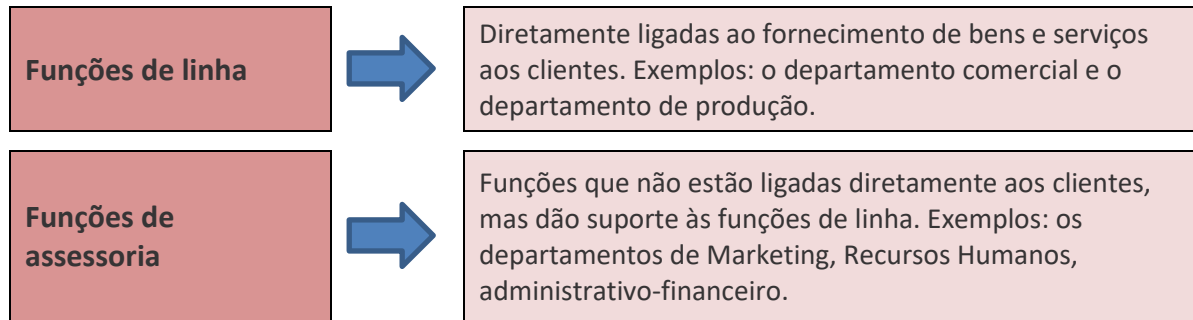 Funções de linha
Diretamente ligadas ao fornecimento de bens e serviços
aos clientes. Exemplos: o departamento comercial e o
departamento de produção.
Funções de
assessoria
Funções que não estão ligadas diretamente aos clientes,
mas dão suporte às funções de linha. Exemplos: os
departamentos de Marketing, Recursos Humanos,
administrativo-financeiro.